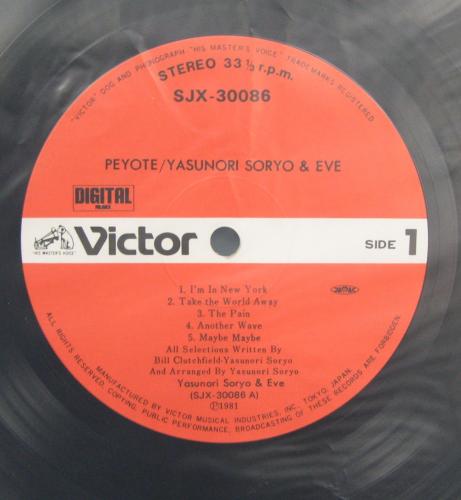 "VICTOR" DOG AND PHONOGRAPH "HIS MASTER'S VOICE" TRADEMARKS REGISTERED
STEREO 33 1/3 r.p.m.
SJX-30086
PEYOTE/YASUNORI SORYO & EVE
DIGITAL
"HIS MASTER'S VOICE"
Victor
SIDE 1
1. I'm In New York
2. Take the World Away
3. The Pain
4. Another Wave
5. Maybe Maybe
All Selections Written By
Bill Clutchfield-Yasunori Soryo
And Arranged By Yasunori Soryo
Yasunori Soryo & Eve
(SJX-30086 A)
Ⓟ1981
MANUFACTURED BY VICTOR MUSICAL INDUSTRIES, INC. TOKYO, JAPAN.
ALL RIGHTS RESERVED. COPYING, PUBLIC PERFORMANCE, BROADCASTING OF THESE RECORDS ARE FORBIDDEN